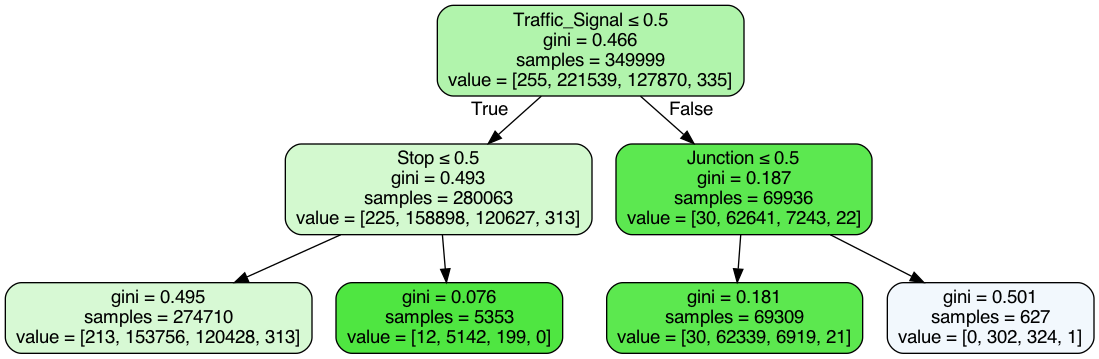 Traffic_Signal ≤ 0.5
gini = 0.466
samples = 349999
value = [255, 221539, 127870, 335]
True
False
Stop ≤ 0.5
gini = 0.493
samples = 280063
value = [225, 158898, 120627, 313]
Junction ≤ 0.5
gini = 0.187
samples = 69936
value = [30, 62641, 7243, 22]
gini = 0.495
samples = 274710
value = [213, 153756, 120428, 313]
gini = 0.076
samples = 5353
value = [12, 5142, 199, 0]
gini = 0.181
samples = 69309
value = [30, 62339, 6919, 21]
gini = 0.501
samples = 627
value = [0, 302, 324, 1]